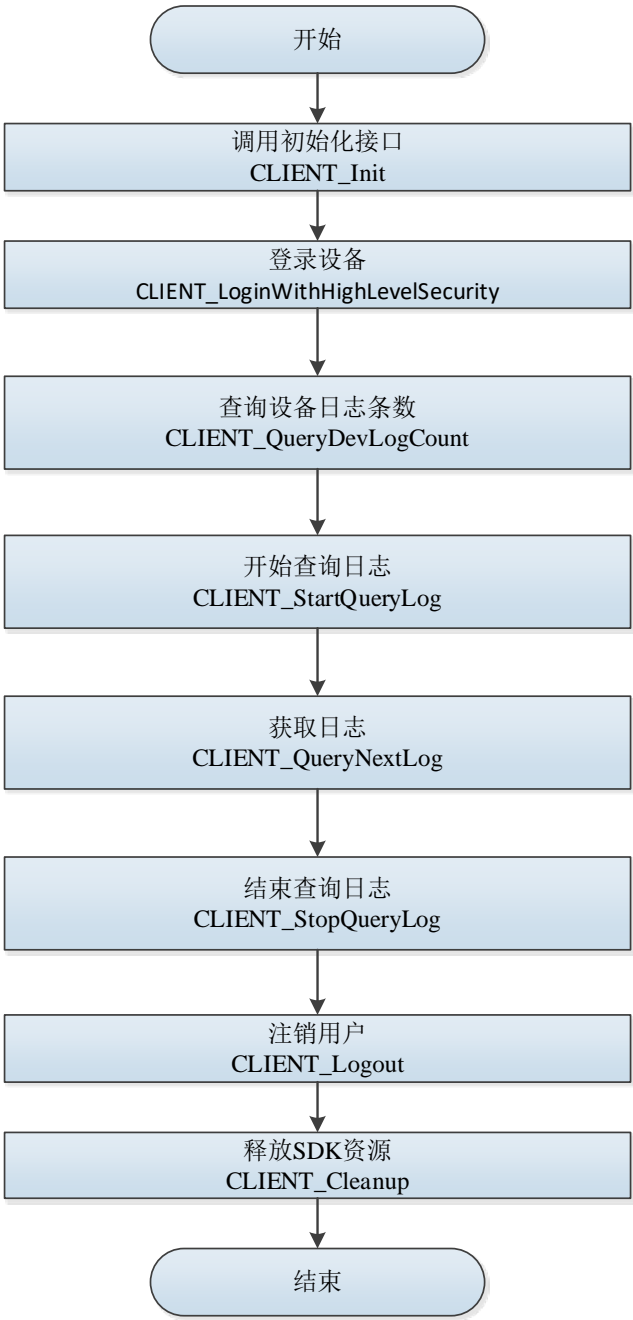 开始
调用初始化接口
CLIENT_Init
登录设备
CLIENT_LoginWithHighLevelSecurity
查询设备日志条数
CLIENT_QueryDevLogCount
开始查询日志
CLIENT_StartQueryLog
获取日志
CLIENT_QueryNextLog
结束查询日志
CLIENT_StopQueryLog
注销用户
CLIENT_Logout
释放SDK资源
CLIENT_Cleanup
结束